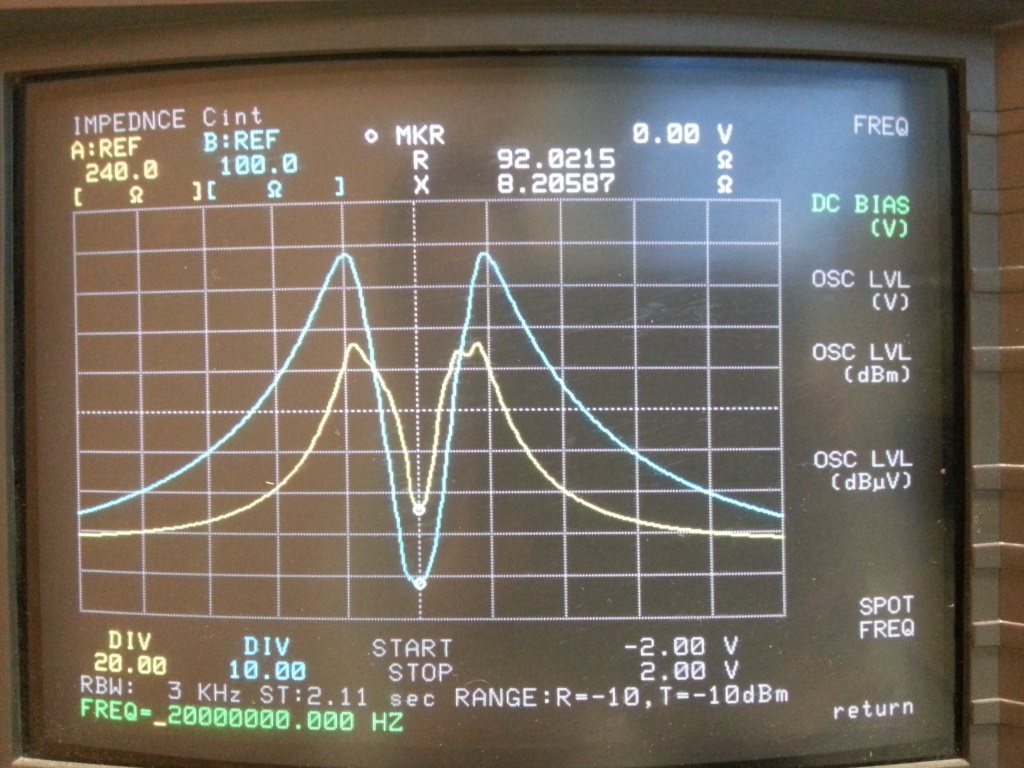 IMPEDNCE Cint
A:REF B:REF o MKR 0.00 V
240.0 100.0 R 92.0215 Ω
[ Ω ][ Ω ] X 8.20587 Ω
FREQ
DC BIAS
(V)
OSC LVL
(V)
OSC LVL
(dBm)
OSC LVL
(dBμV)
SPOT
FREQ
return
DIV DIV START -2.00 V
20.00 10.00 STOP 2.00 V
RBW: 3 KHz ST:2.11 sec RANGE:R=-10,T=-10dBm
FREQ=_20000000.000 HZ